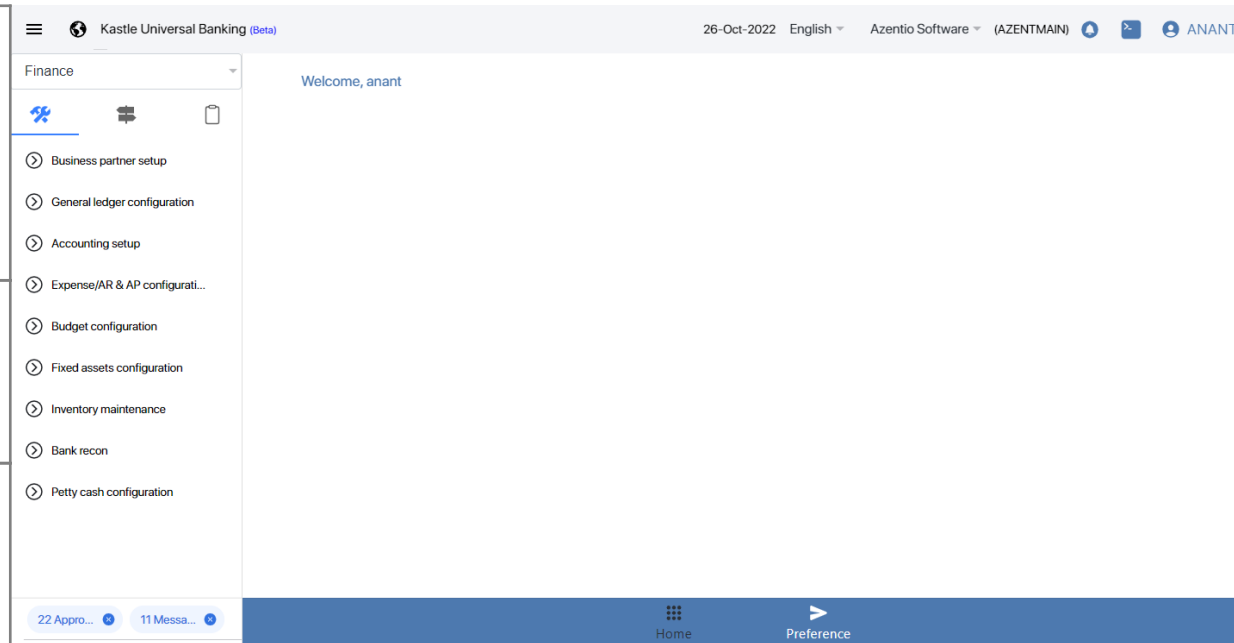 Kastle Universal Banking (Beta) 26-Oct-2022 English Azentio Software (AZENTMAIN) ANANT
Finance
Welcome, anant
Business partner setup
General ledger configuration
Accounting setup
Expense/AR & AP configurati...
Budget configuration
Fixed assets configuration
Inventory maintenance
Bank recon
Petty cash configuration
22 Appro... 11 Messa...
Home Preference